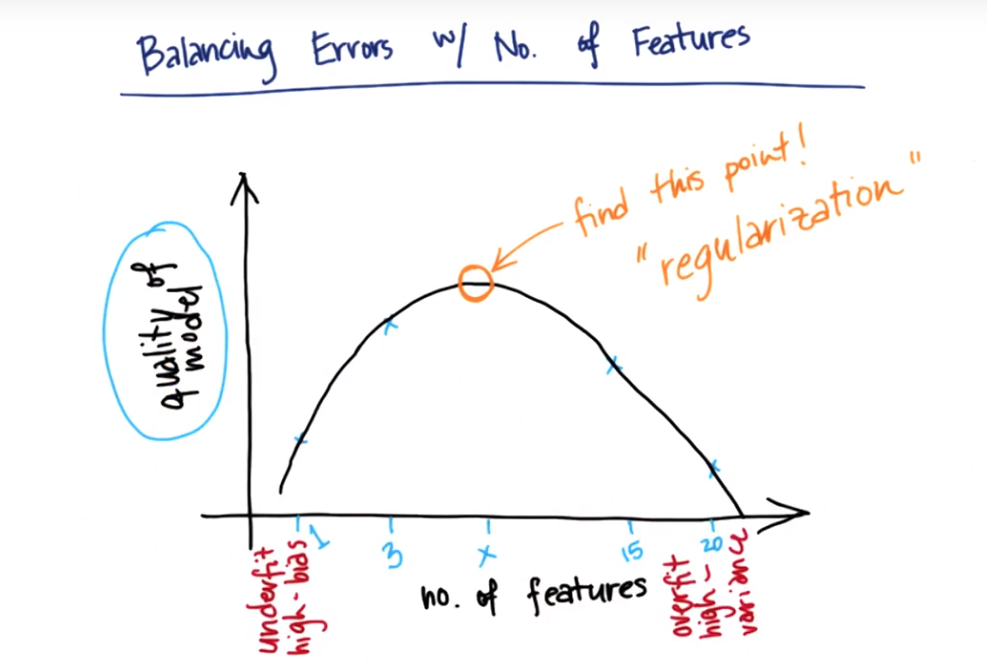 Balancing Errors w/ No. of Features
find this point!
"regularization"
quality of
model
1
3
x
15
20
underfit
high-bias
no. of features
overfit
high-
variance